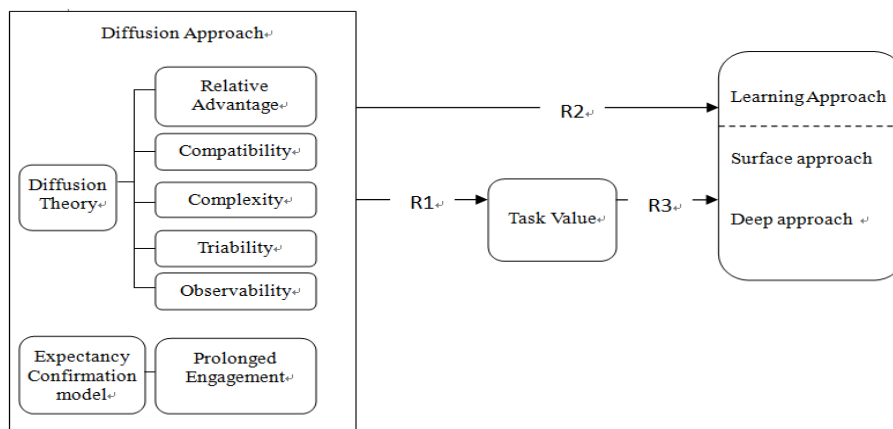 Diffusion Approach↵
Relative
Advantage↵
Compatibility↵
Diffusion
Theory↵
Complexity↵
Triability↵
Observability↵
Expectancy
Confirmation
model↵
Prolonged
Engagement↵
R2↵
R1↵
Task Value↵
R3↵
Learning Approach
Surface approach
Deep approach ↵